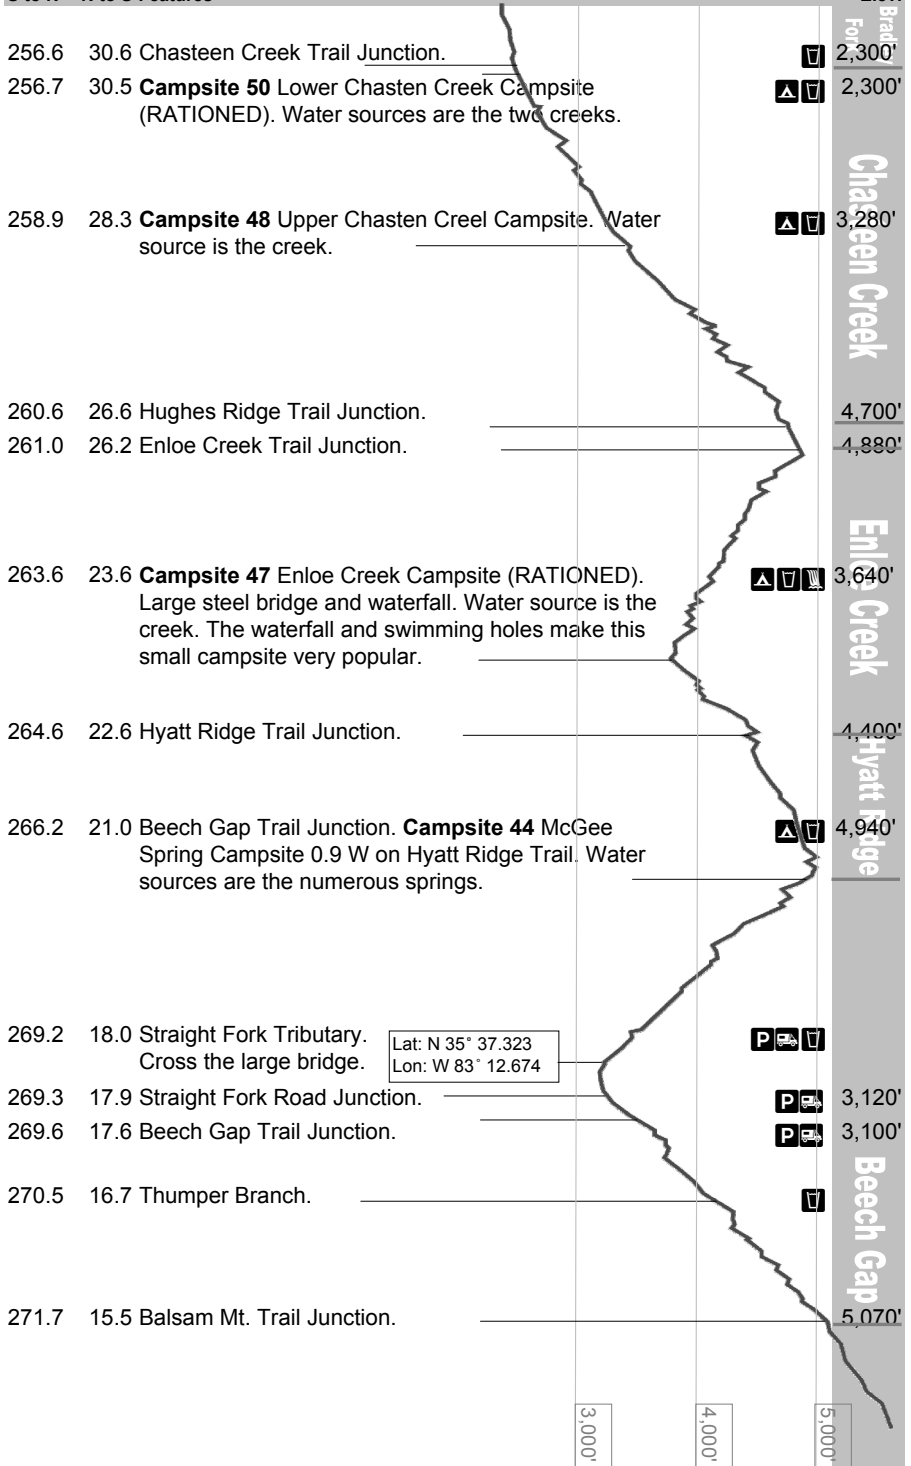 Bradley Fork
256.6 30.6 Chasteen Creek Trail Junction. 2,300'
256.7 30.5 Campsite 50 Lower Chasten Creek Campsite 2,300'
(RATIONED). Water sources are the two creeks.
Chasteen Creek
258.9 28.3 Campsite 48 Upper Chasten Creel Campsite. Water 3,280'
source is the creek.
260.6 26.6 Hughes Ridge Trail Junction. 4,700'
261.0 26.2 Enloe Creek Trail Junction. 4,880'
Enloe Creek
263.6 23.6 Campsite 47 Enloe Creek Campsite (RATIONED). 3,640'
Large steel bridge and waterfall. Water source is the
creek. The waterfall and swimming holes make this
small campsite very popular.
264.6 22.6 Hyatt Ridge Trail Junction. 4,400'
Hyatt Ridge
266.2 21.0 Beech Gap Trail Junction. Campsite 44 McGee 4,940'
Spring Campsite 0.9 W on Hyatt Ridge Trail. Water
sources are the numerous springs.
269.2 18.0 Straight Fork Tributary. P
Cross the large bridge.
Lat: N 35° 37.323
Lon: W 83° 12.674
269.3 17.9 Straight Fork Road Junction. P 3,120'
269.6 17.6 Beech Gap Trail Junction. P 3,100'
Beech Gap
270.5 16.7 Thumper Branch.
271.7 15.5 Balsam Mt. Trail Junction. 5,070'
3,000'
4,000'
5,000'